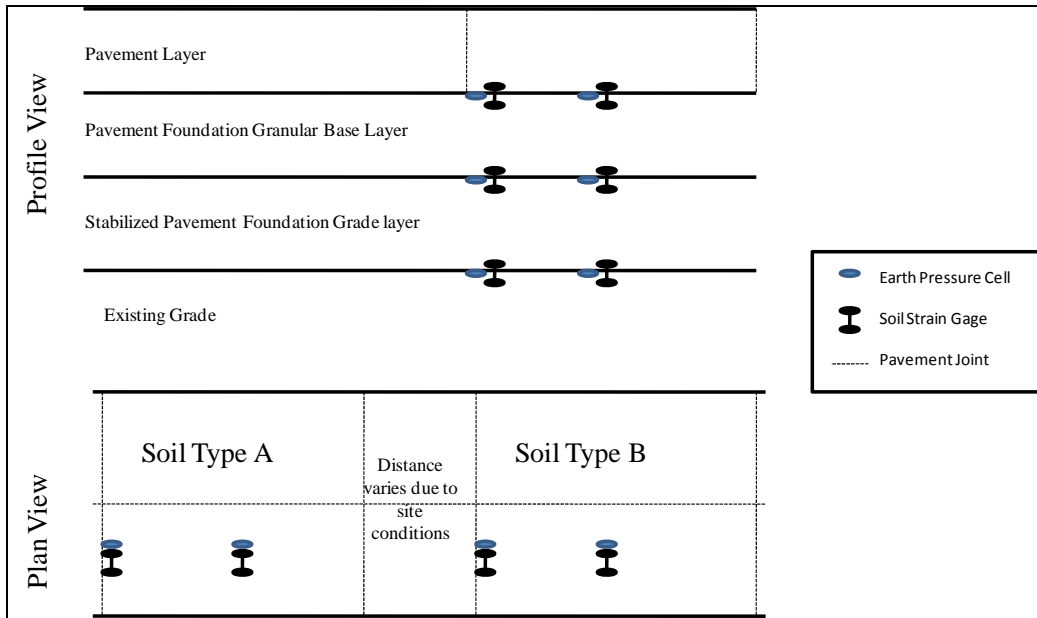 Profile View
Pavement Layer
Pavement Foundation Granular Base Layer
Stabilized Pavement Foundation Grade layer
Existing Grade
Earth Pressure Cell
Soil Strain Gage
Pavement Joint
Plan View
Soil Type A
Distance
varies due to
site
conditions
Soil Type B